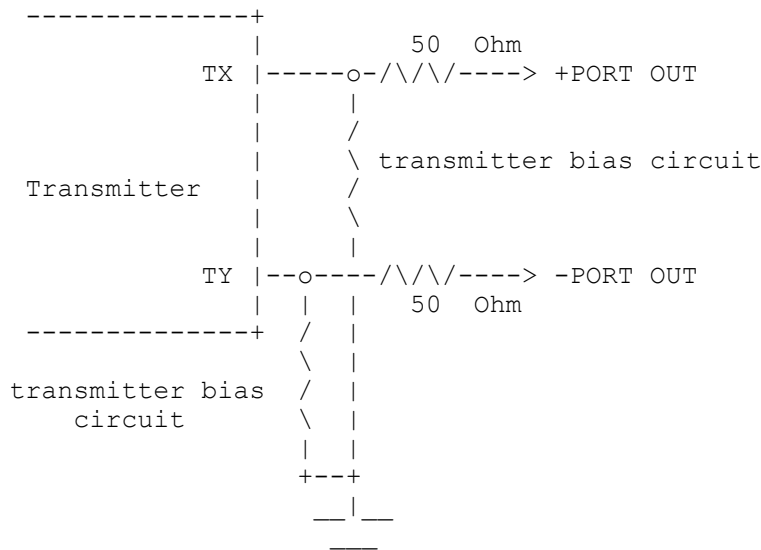 50 Ohm
TX +PORT OUT
transmitter bias circuit
Transmitter
TY -PORT OUT
50 Ohm
transmitter bias
circuit